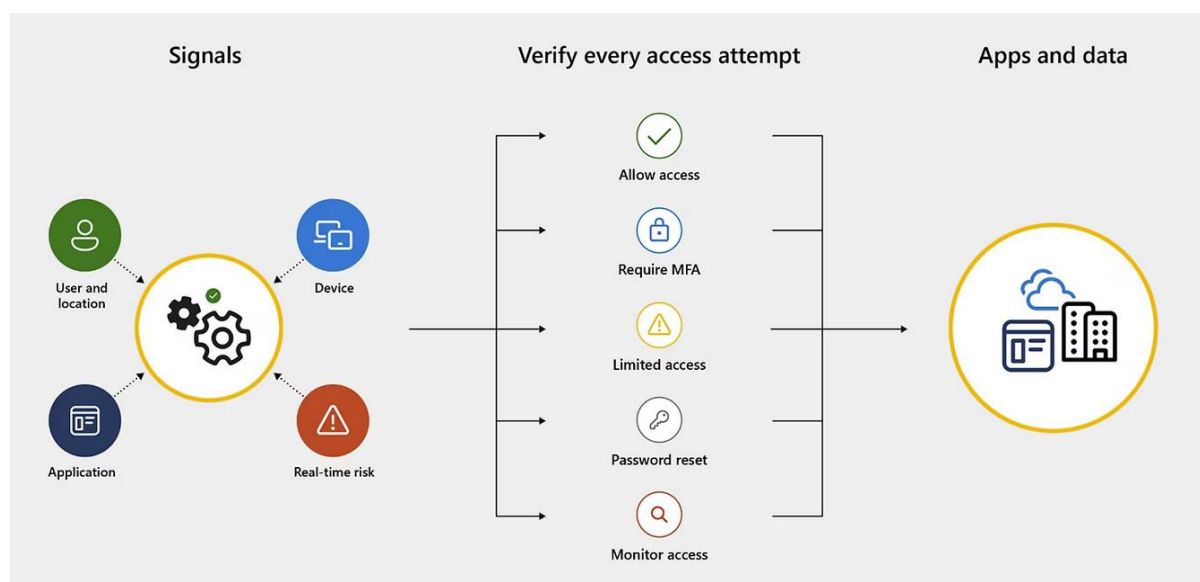 Signals
Verify every access attempt
Apps and data
User and
location
Device
Application
Real-time risk
Allow access
Require MFA
Limited access
Password reset
Monitor access